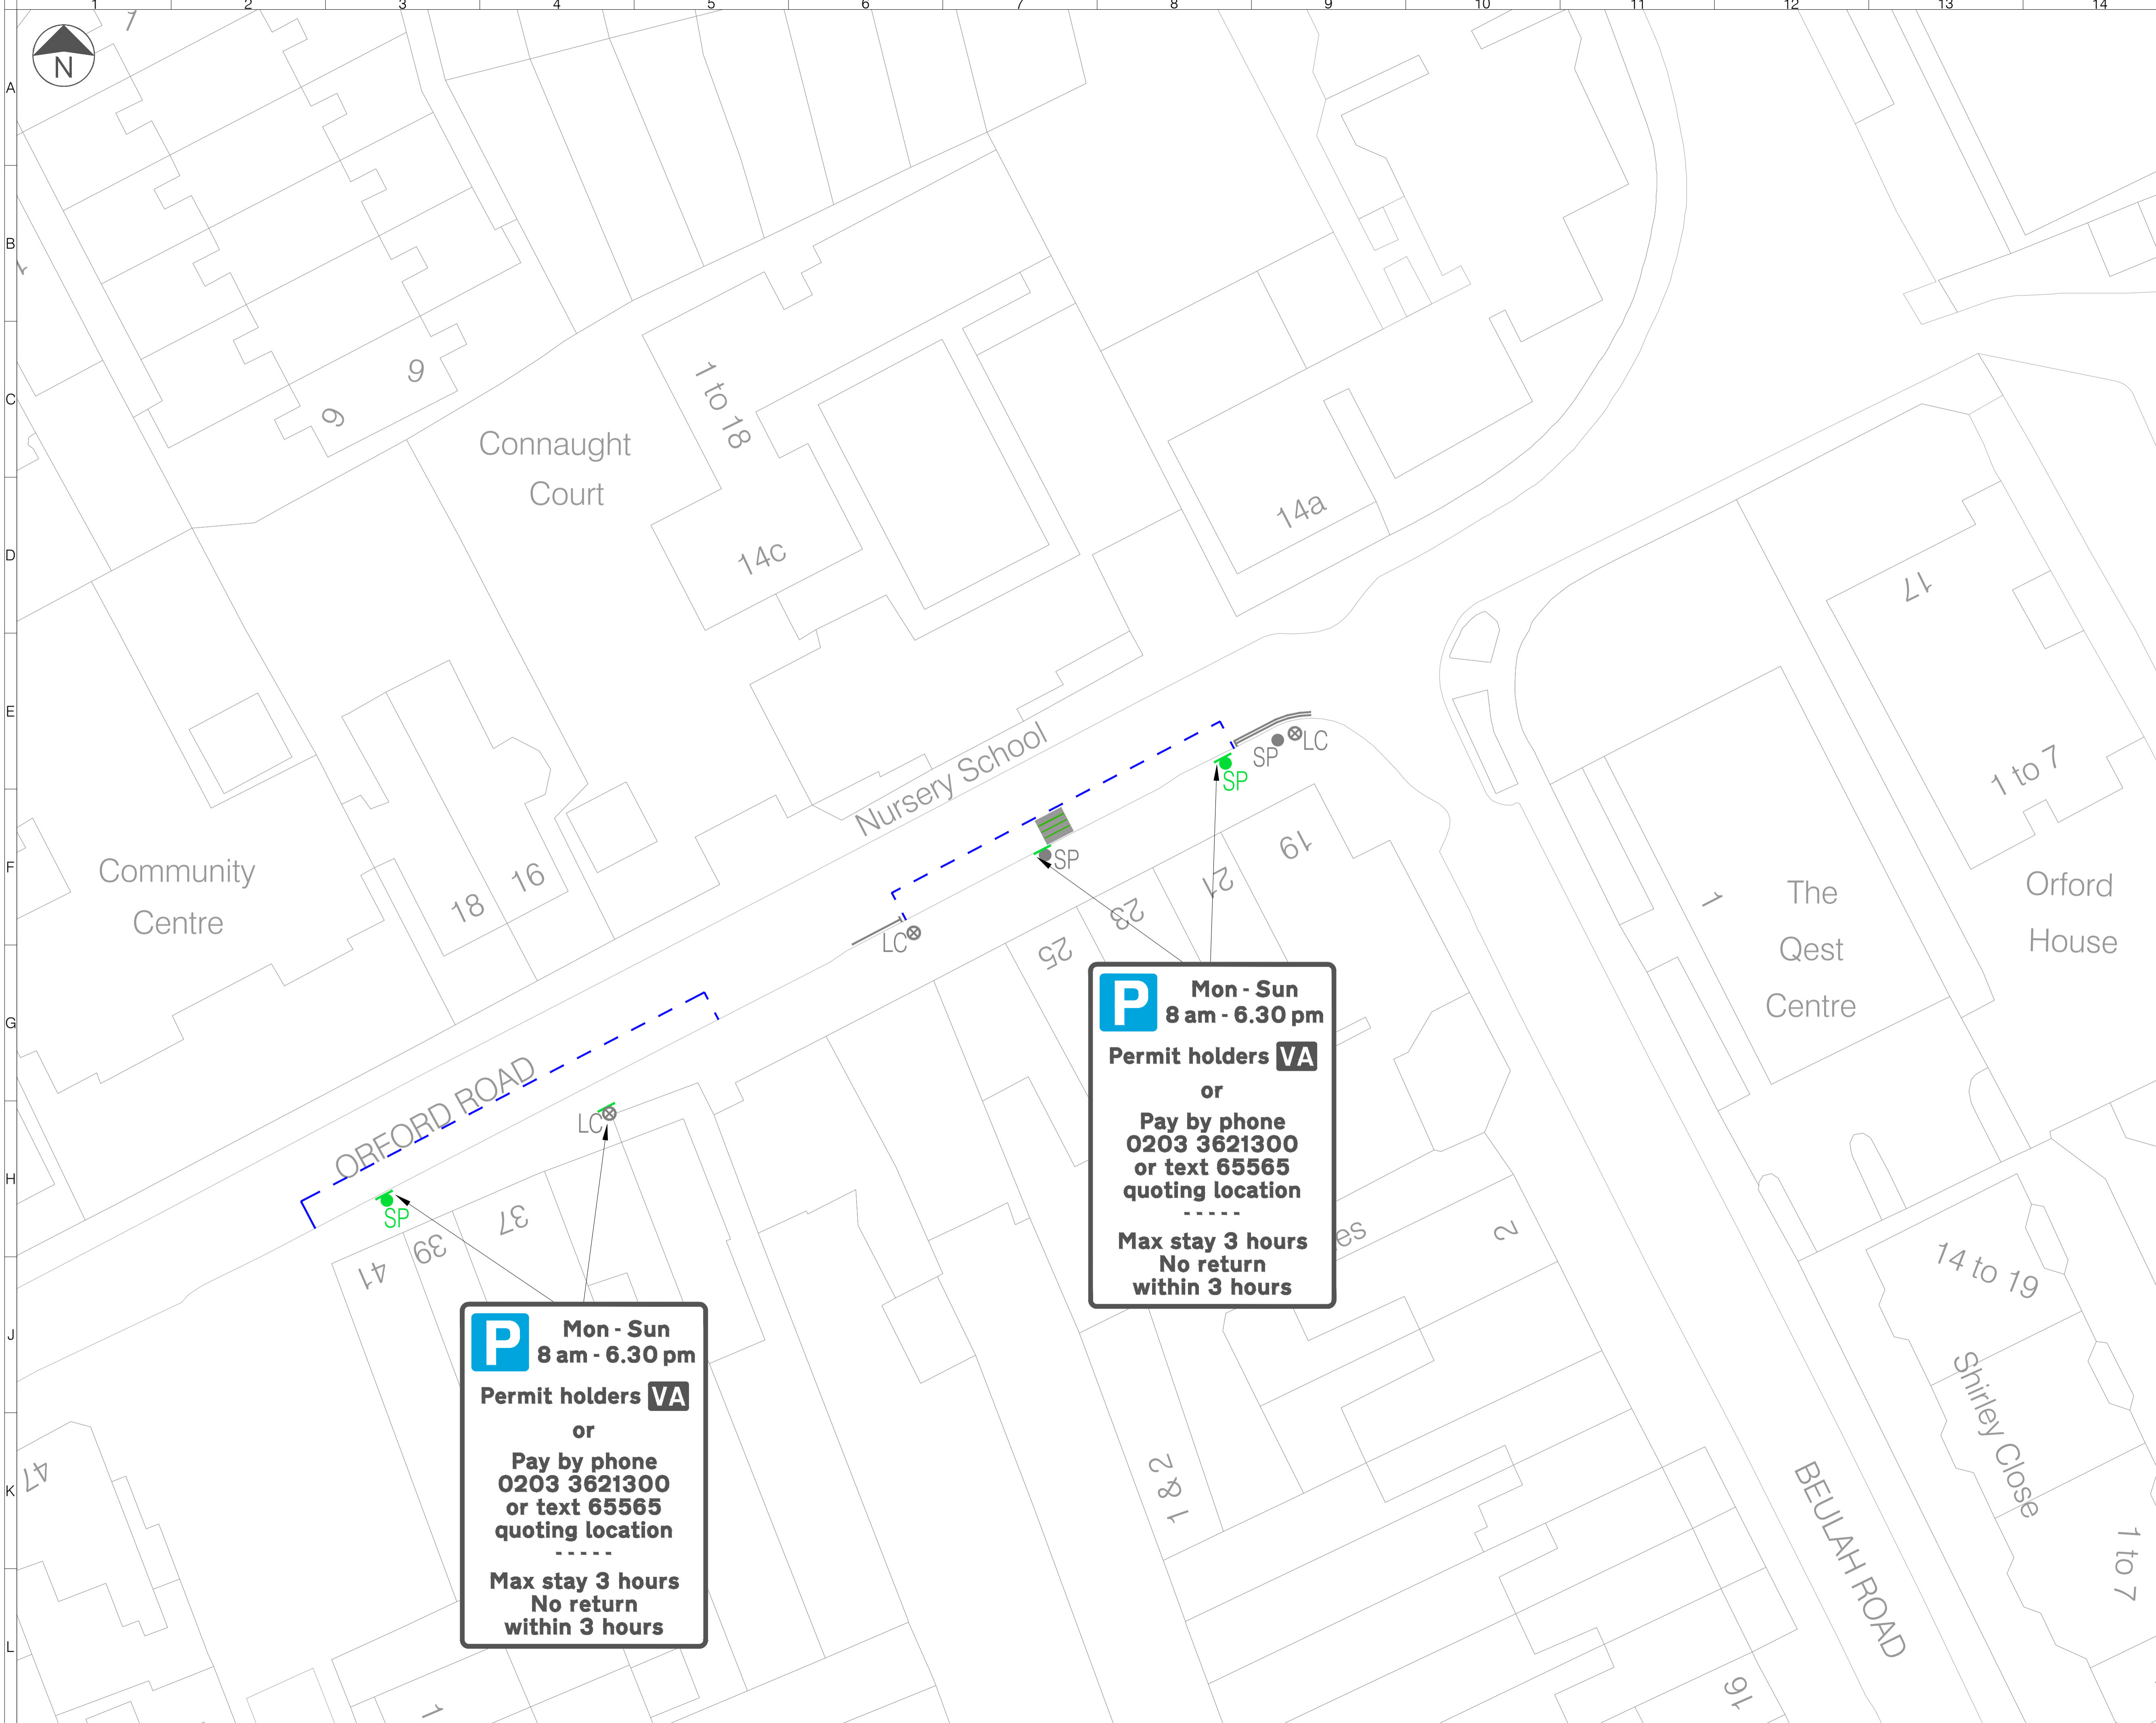 1 2 3 4 5 6 7 8 9 10 11 12 13 14
A
B
C
D
E
F
G
H
J
K
L
N
1
9
9
Connaught
Court
1 to 18
14c
14a
17
1 to 7
Nursery School
Community
Centre
18
16
SP
LC
SP
SP
LC
19
21
23
25
1
The
Qest
Centre
Orford
House
ORFORD ROAD
LC
SP
37
39
41
47
P Mon - Sun
8 am - 6.30 pm
Permit holders VA
or
Pay by phone
0203 3621300
or text 65565
quoting location
- - - - -
Max stay 3 hours
No return
within 3 hours
P Mon - Sun
8 am - 6.30 pm
Permit holders VA
or
Pay by phone
0203 3621300
or text 65565
quoting location
- - - - -
Max stay 3 hours
No return
within 3 hours
2
14 to 19
Shirley Close
1 & 2
BEULAH ROAD
1 to 7
16
1